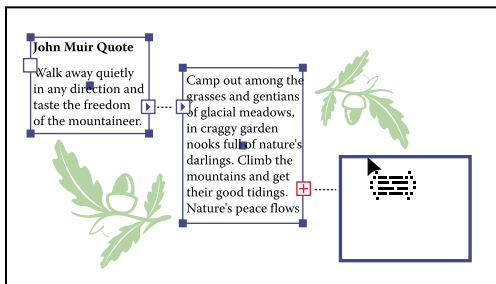 John Muir Quote
Walk away quietly
in any direction and
taste the freedom
of the mountaineer.
Camp out among the
grasses and gentians
of glacial meadows,
in craggy garden
nooks full of nature's
darlings. Climb the
mountains and get
their good tidings.
Nature's peace flows